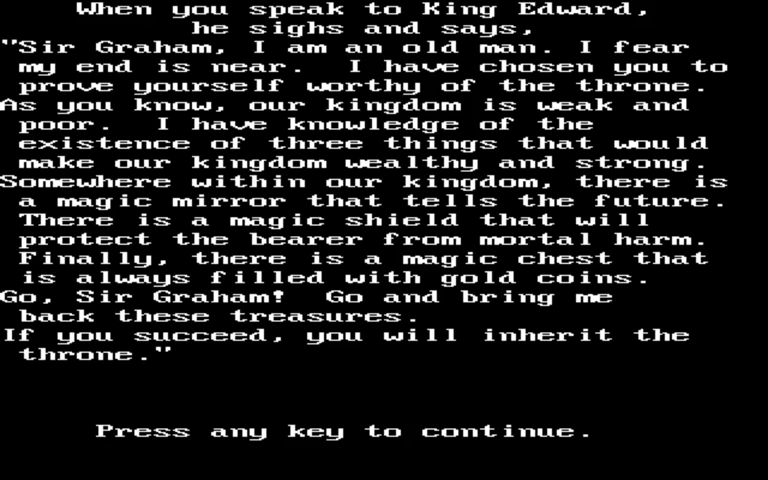 When you speak to King Edward,
he sighs and says,
"Sir Graham, I am an old man. I fear
my end is near.  I have chosen you to
prove yourself worthy of the throne.
As you know, our kingdom is weak and
poor.  I have knowledge of the
existence of three things that would
make our kingdom wealthy and strong.
Somewhere within our kingdom, there is
a magic mirror that tells the future.
There is a magic shield that will
protect the bearer from mortal harm.
Finally, there is a magic chest that
is always filled with gold coins.
Go, Sir Graham!  Go and bring me
back these treasures.
If you succeed, you will inherit the
throne."
Press any key to continue.